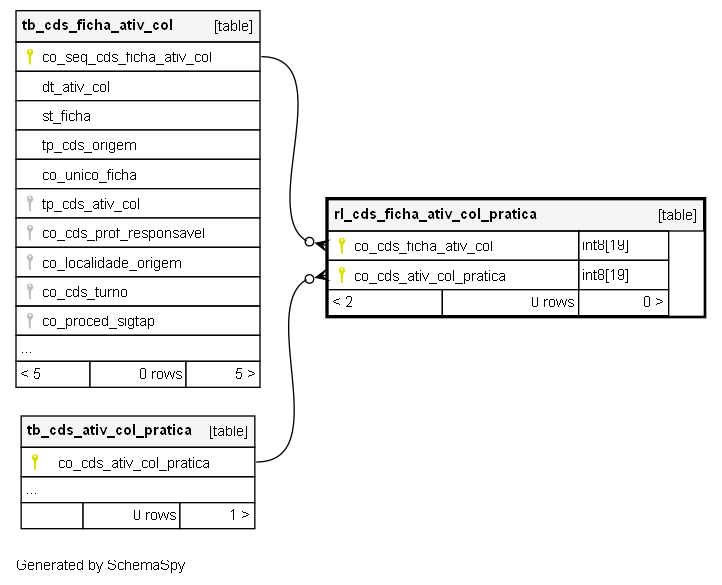 tb_cds_ficha_ativ_col [table]
co_seq_cds_ficha_ativ_col
dt_ativ_col
st_ficha
tp_cds_origem
co_unico_ficha
tp_cds_ativ_col
co_cds_prof_responsavel
co_localidade_origem
co_cds_turno
co_proced_sigtap
...
< 5 0 rows 5 >
rl_cds_ficha_ativ_col_pratica [table]
co_cds_ficha_ativ_col int8[19]
co_cds_ativ_col_pratica int8[19]
< 2 0 rows 0 >
tb_cds_ativ_col_pratica [table]
co_cds_ativ_col_pratica
...
0 rows 1 >
Generated by SchemaSpy